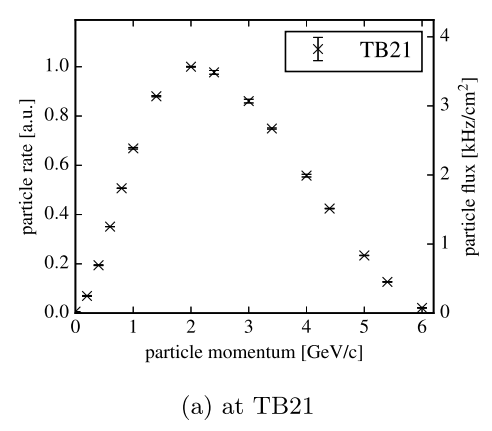 TB21
1.0
0.8
0.6
0.4
0.2
0.0
particle rate [a.u.]
4
3
2
1
0
particle flux [kHz/cm²]
0 1 2 3 4 5 6
particle momentum [GeV/c]
(a) at TB21